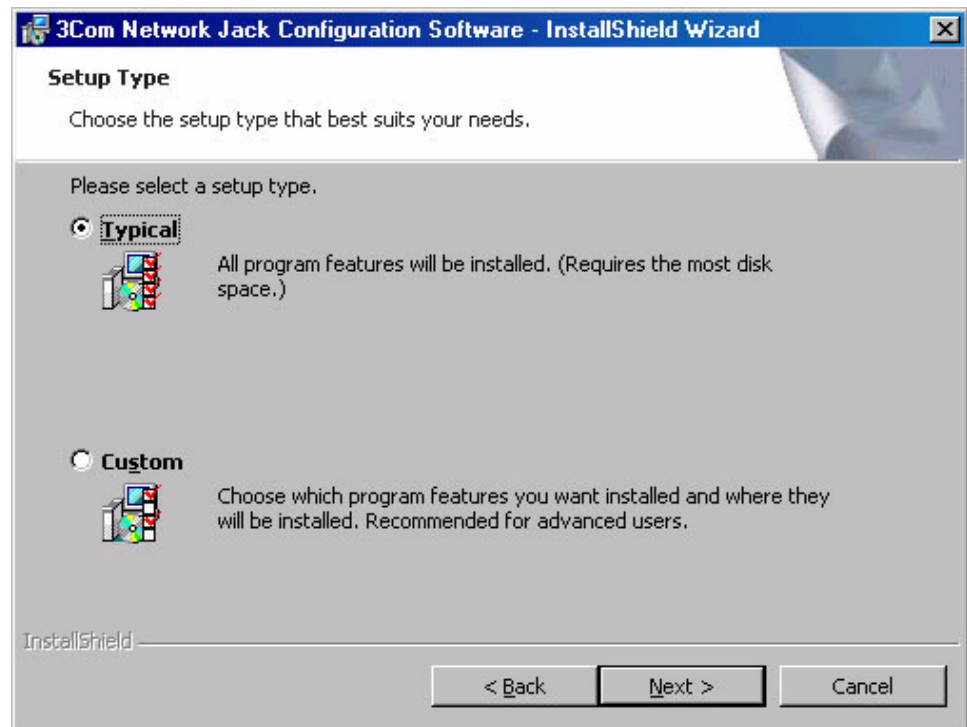 3Com Network Jack Configuration Software - InstallShield Wizard
Setup Type
Choose the setup type that best suits your needs.
Please select a setup type.
Typical
All program features will be installed. (Requires the most disk
space.)
Custom
Choose which program features you want installed and where they
will be installed. Recommended for advanced users.
InstallShield
< Back
Next >
Cancel